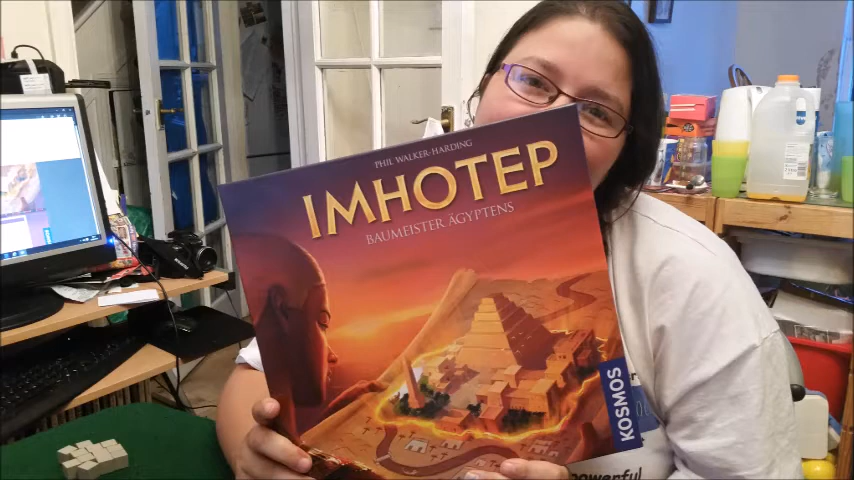 PHIL WALKER-HARDING
IMHOTEP
BAUMEISTER ÄGYPTENS
KOSMOS
powerful